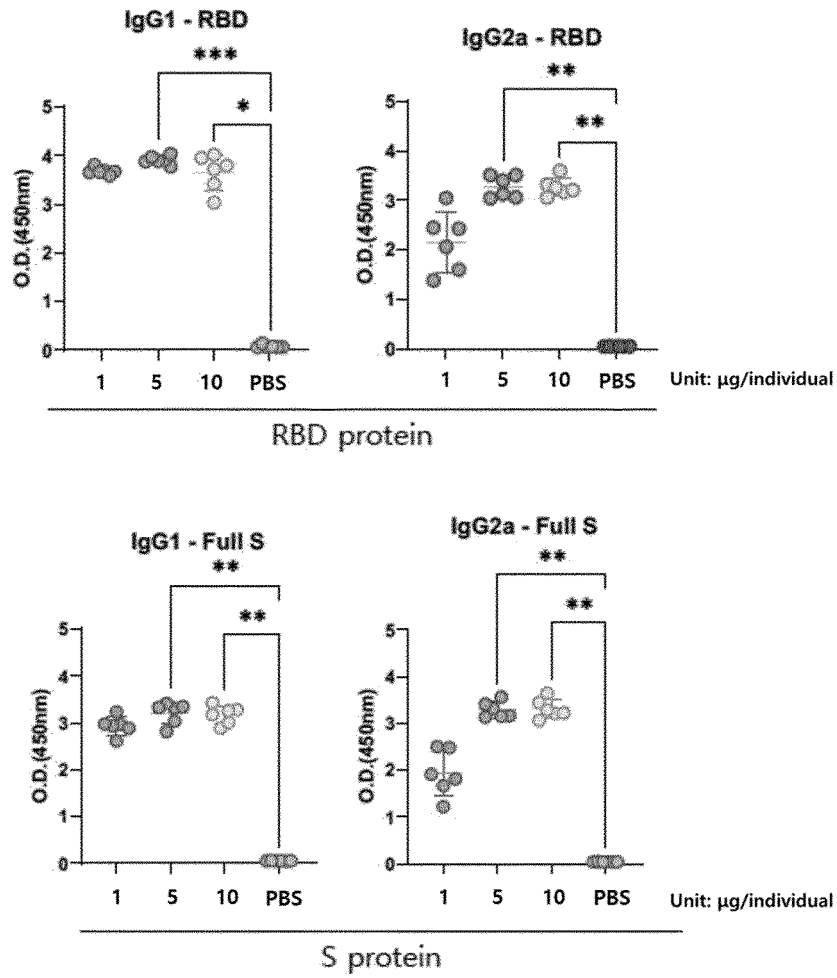 IgG1 - RBD
***
*
O.D.(450nm)
5
4
3
2
1
0
1 5 10 PBS
IgG2a - RBD
**
**
O.D.(450nm)
5
4
3
2
1
0
1 5 10 PBS
Unit: µg/individual
RBD protein
IgG1 - Full S
**
**
O.D.(450nm)
5
4
3
2
1
0
1 5 10 PBS
IgG2a - Full S
**
**
O.D.(450nm)
5
4
3
2
1
0
1 5 10 PBS
Unit: µg/individual
S protein